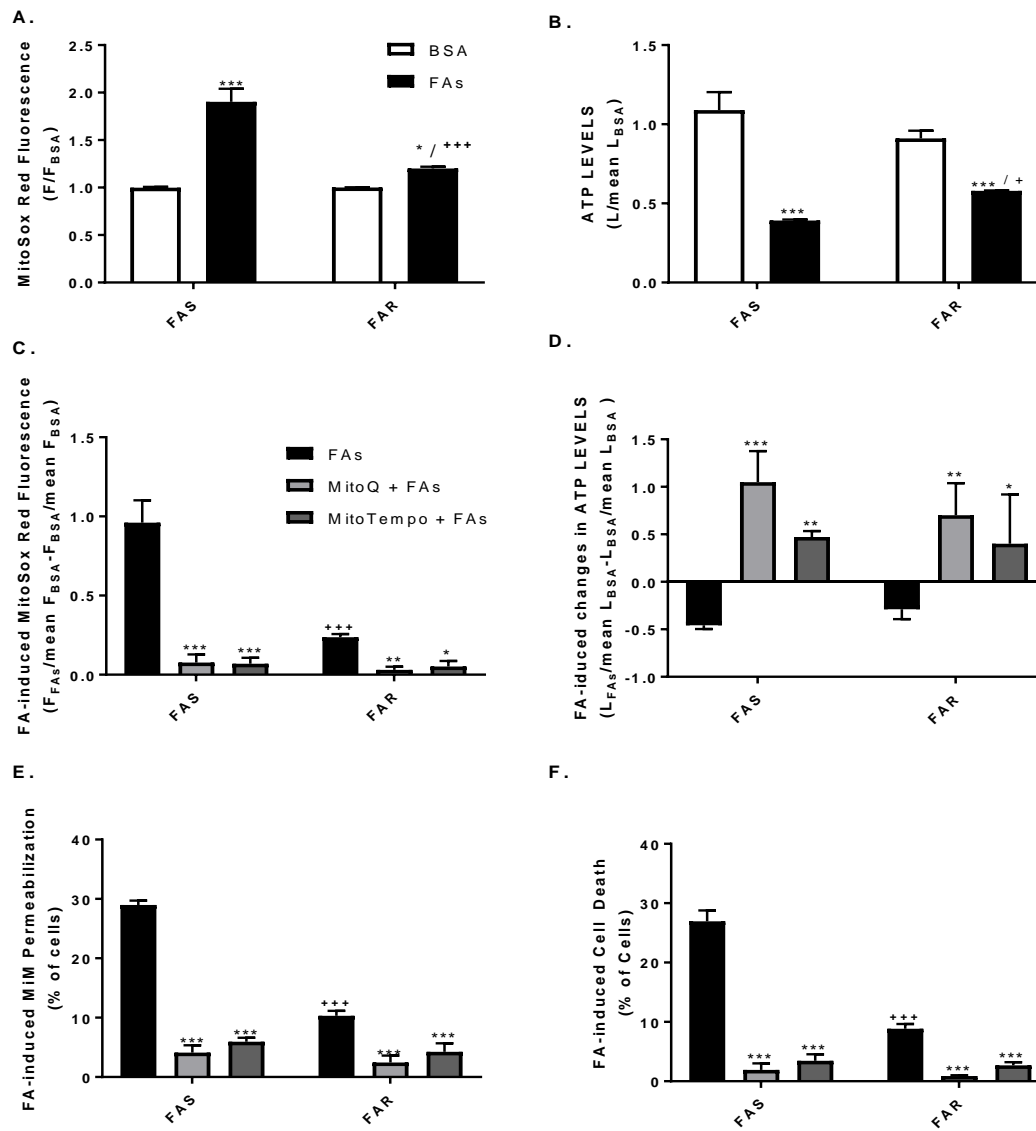 A.
MitoSox Red Fluorescence
(F/F_BSA)
2.5
2.0
1.5
1.0
0.5
0.0
BSA
FAs
***
* / +++
FAS
FAR
B.
ATP LEVELS
(L/mean L_BSA)
1.5
1.0
0.5
0.0
***
*** / +
FAS
FAR
C.
FA-induced MitoSox Red Fluorescence
(F_FAs/mean F_BSA-F_BSA/mean F_BSA)
1.5
1.0
0.5
0.0
FAs
MitoQ + FAs
MitoTempo + FAs
***
***
+++
**
*
FAS
FAR
D.
FA-iduced changes in ATP LEVELS
(L_FAs/mean L_BSA-L_BSA/mean L_BSA)
1.5
1.0
0.5
0.0
-0.5
-1.0
***
**
**
*
FAS
FAR
E.
FA-induced MiM Permeabilization
(% of cells)
40
30
20
10
0
***
***
+++
***
***
FAS
FAR
F.
FA-induced Cell Death
(% of Cells)
40
30
20
10
0
***
***
+++
***
***
FAS
FAR